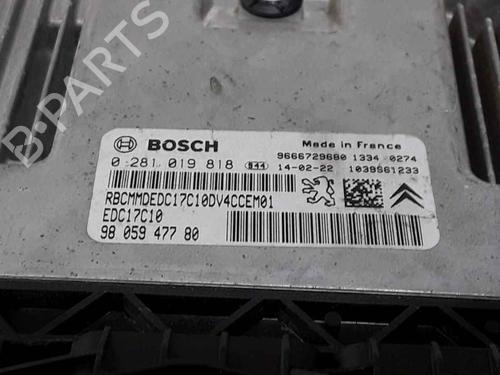 B-PARTS
BOSCH
Made in France
0 281 019 818 844
9666729680 1334 0274
14-02-22 1039S61233
RBCMMDEDC17C10DV4CCEM01
EDC17C10
98 059 477 80